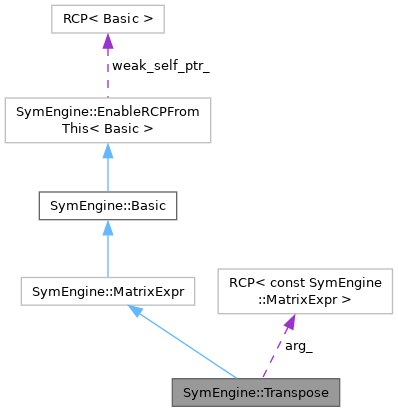 RCP< Basic >
weak_self_ptr_
SymEngine::EnableRCPFrom
This< Basic >
SymEngine::Basic
SymEngine::MatrixExpr
RCP< const SymEngine
::MatrixExpr >
arg_
SymEngine::Transpose